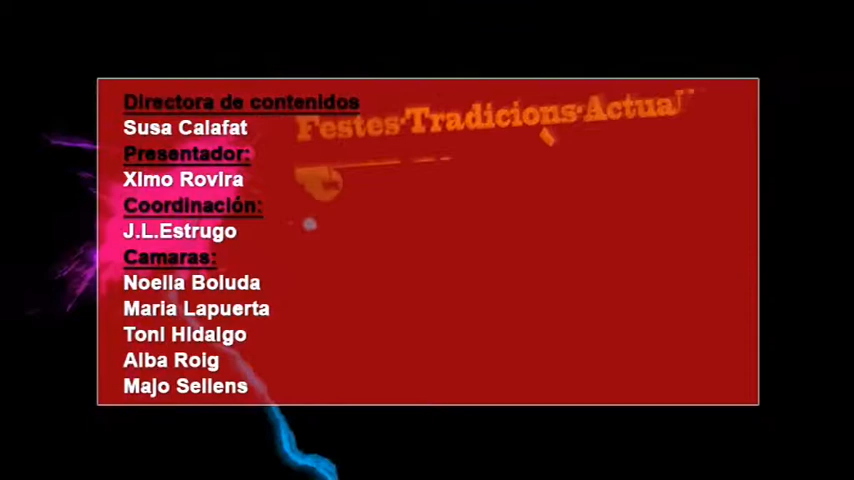 Directora de contenidos
Susa Calafat
Presentador:
Ximo Rovira
Coordinación:
J.L.Estrugo
Camaras:
Noelia Boluda
Maria Lapuerta
Toni Hidalgo
Alba Roig
Majo Sellens
Festes·Tradicions·Actual